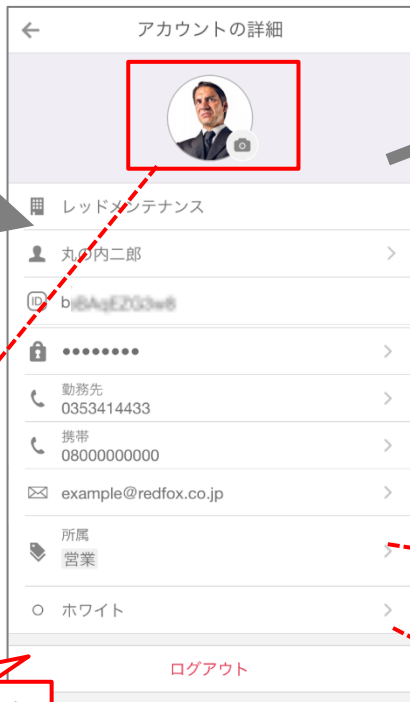 アカウントの詳細
レッドメンテナンス
丸の内二郎
ID
••••••••
勤務先
0353414433
携帯
08000000000
example@redfox.co.jp
所属
営業
ホワイト
ログアウト